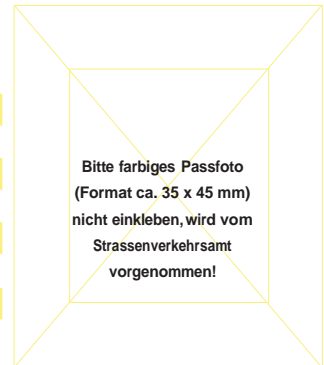 Bitte farbiges Passfoto
(Format ca. 35 x 45 mm)
nicht einkleben, wird vom
Strassenverkehrsamt
vorgenommen!